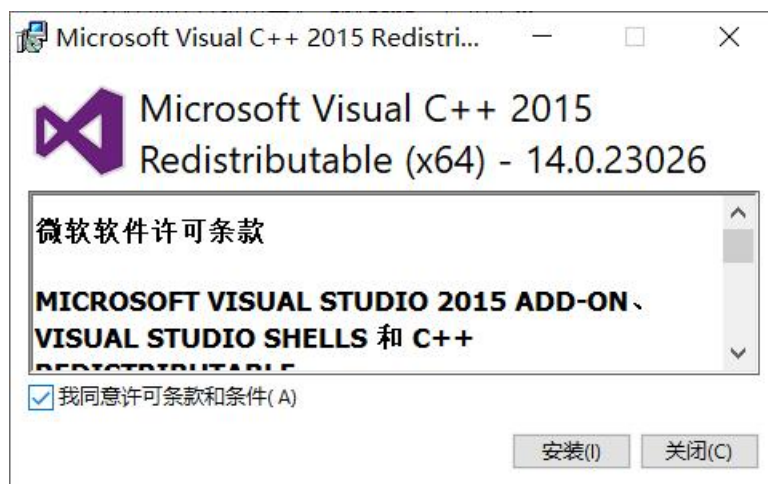 Microsoft Visual C++ 2015 Redistri...
Microsoft Visual C++ 2015
Redistributable (x64) - 14.0.23026
微软软件许可条款
MICROSOFT VISUAL STUDIO 2015 ADD-ON、
VISUAL STUDIO SHELLS 和 C++
REDISTRIBUTABLE
我同意许可条款和条件(A)
安装(I) 关闭(C)